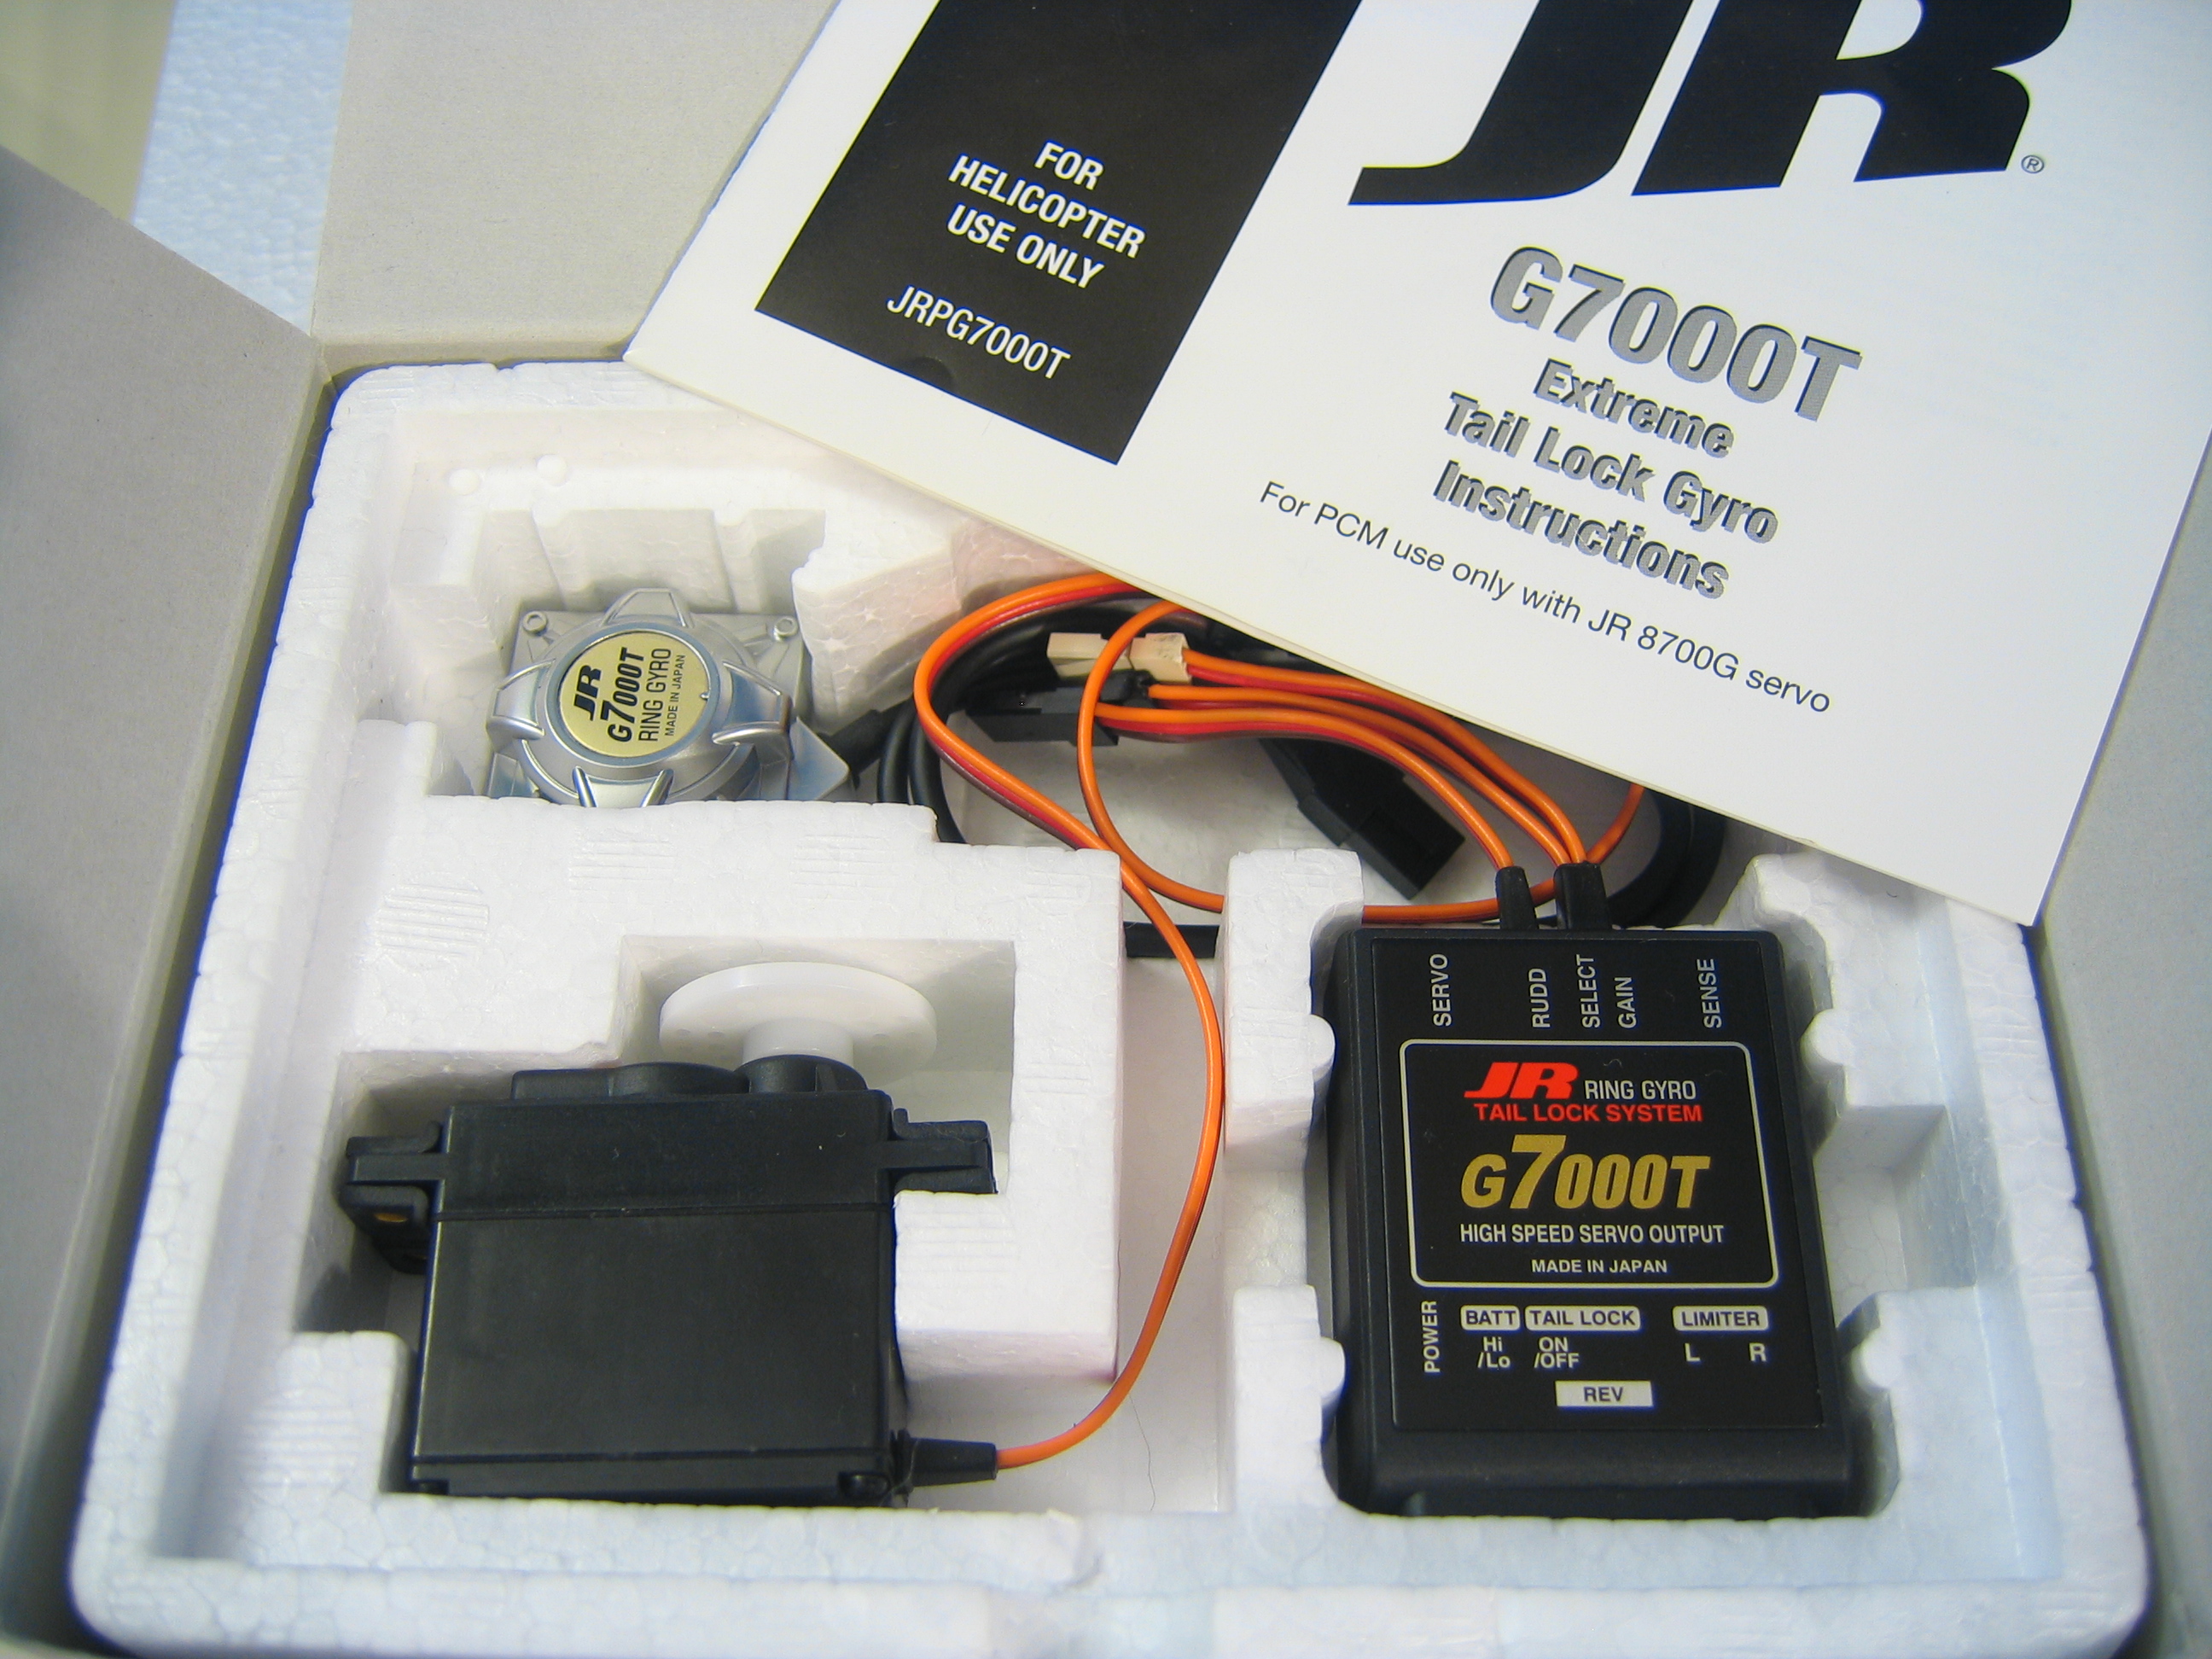 JR®
FOR
HELICOPTER
USE ONLY
JRPG7000T
G7000T
Extreme
Tail Lock Gyro
Instructions
For PCM use only with JR 8700G servo
JR
G7000T
RING GYRO
MADE IN JAPAN
SERVO
RUDD
SELECT
GAIN
SENSE
JR RING GYRO
TAIL LOCK SYSTEM
G7000T
HIGH SPEED SERVO OUTPUT
MADE IN JAPAN
POWER
BATT TAIL LOCK LIMITER
Hi ON L R
/Lo /OFF
REV